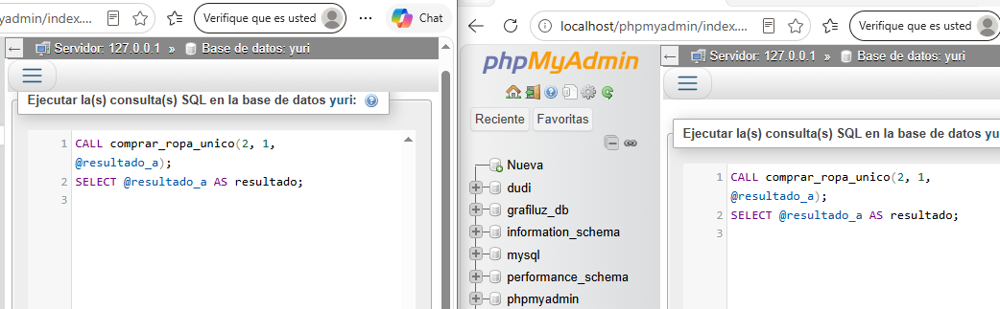 myadmin/index....
Verifique que es usted
Chat
Servidor: 127.0.0.1 » Base de datos: yuri
Ejecutar la(s) consulta(s) SQL en la base de datos yuri:
1 CALL comprar_ropa_unico(2, 1,
@resultado_a);
2 SELECT @resultado_a AS resultado;
3
localhost/phpmyadmin/index....
Verifique que es usted
phpMyAdmin
Reciente
Favoritas
Nueva
dudi
grafiluz_db
information_schema
mysql
performance_schema
phpmyadmin
Servidor: 127.0.0.1 » Base de datos: yuri
Ejecutar la(s) consulta(s) SQL en la base de datos yu
1 CALL comprar_ropa_unico(2, 1,
@resultado_a);
2 SELECT @resultado_a AS resultado;
3